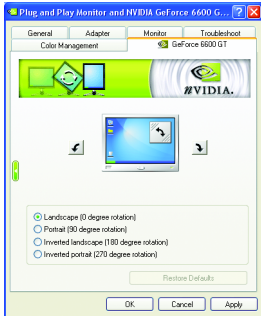 Plug and Play Monitor and NVIDIA GeForce 6600 G...
General Adapter Monitor Troubleshoot
Color Management GeForce 6600 GT
NVIDIA.
Landscape (0 degree rotation)
Portrait (90 degree rotation)
Inverted landscape (180 degree rotation)
Inverted portrait (270 degree rotation)
Restore Defaults
OK Cancel Apply